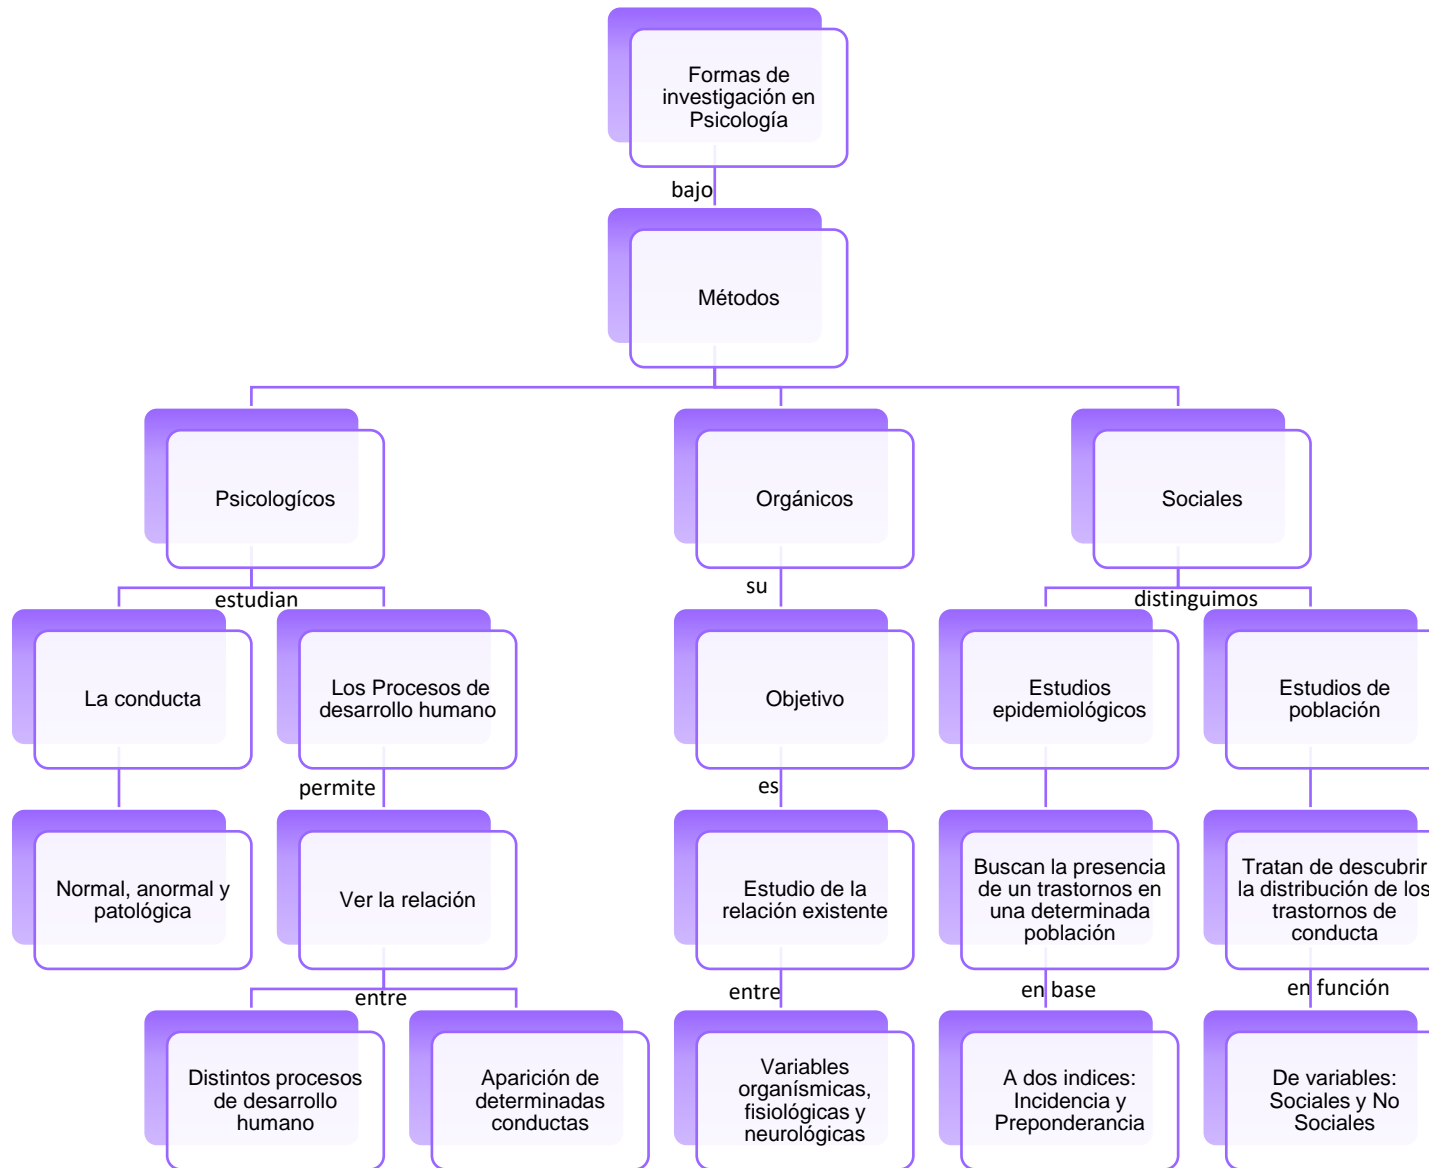 Formas de
investigación en
Psicología
bajo
Métodos
Psicologícos
Orgánicos
Sociales
estudian
su
distinguimos
La conducta
Los Procesos de
desarrollo humano
Objetivo
Estudios
epidemiológicos
Estudios de
población
permite
es
Normal, anormal y
patológica
Ver la relación
Estudio de la
relación existente
Buscan la presencia
de un trastornos en
una determinada
población
Tratan de descubrir
la distribución de los
trastornos de
conducta
entre
entre
en base
en función
Distintos procesos
de desarrollo
humano
Aparición de
determinadas
conductas
Variables
organísmicas,
fisiológicas y
neurológicas
A dos indices:
Incidencia y
Preponderancia
De variables:
Sociales y No
Sociales